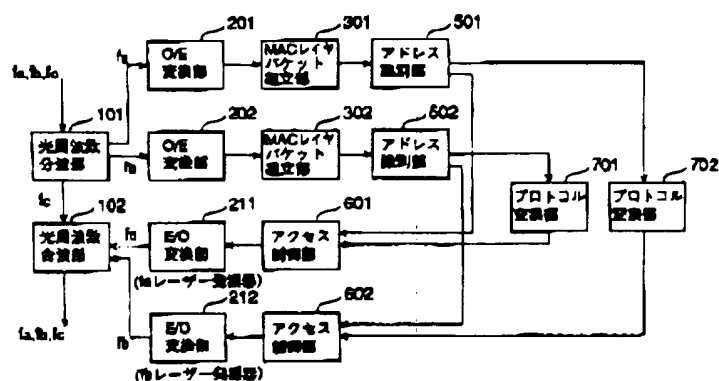 201
301
501
O/E
変換部
MACレイヤ
パケット
組立部
アドレス
識別部
fa
fa,fb,fc
101
202
302
502
光周波数
分波部
O/E
変換部
MACレイヤ
パケット
組立部
アドレス
識別部
fb
701
702
プロトコル
変換部
プロトコル
変換部
fc
102
211
601
光周波数
合波部
fa
E/O
変換部
アクセス
制御部
(faレーザー発振器)
212
602
fa,fb,fc
fb
E/O
変換部
アクセス
制御部
(fbレーザー発振器)